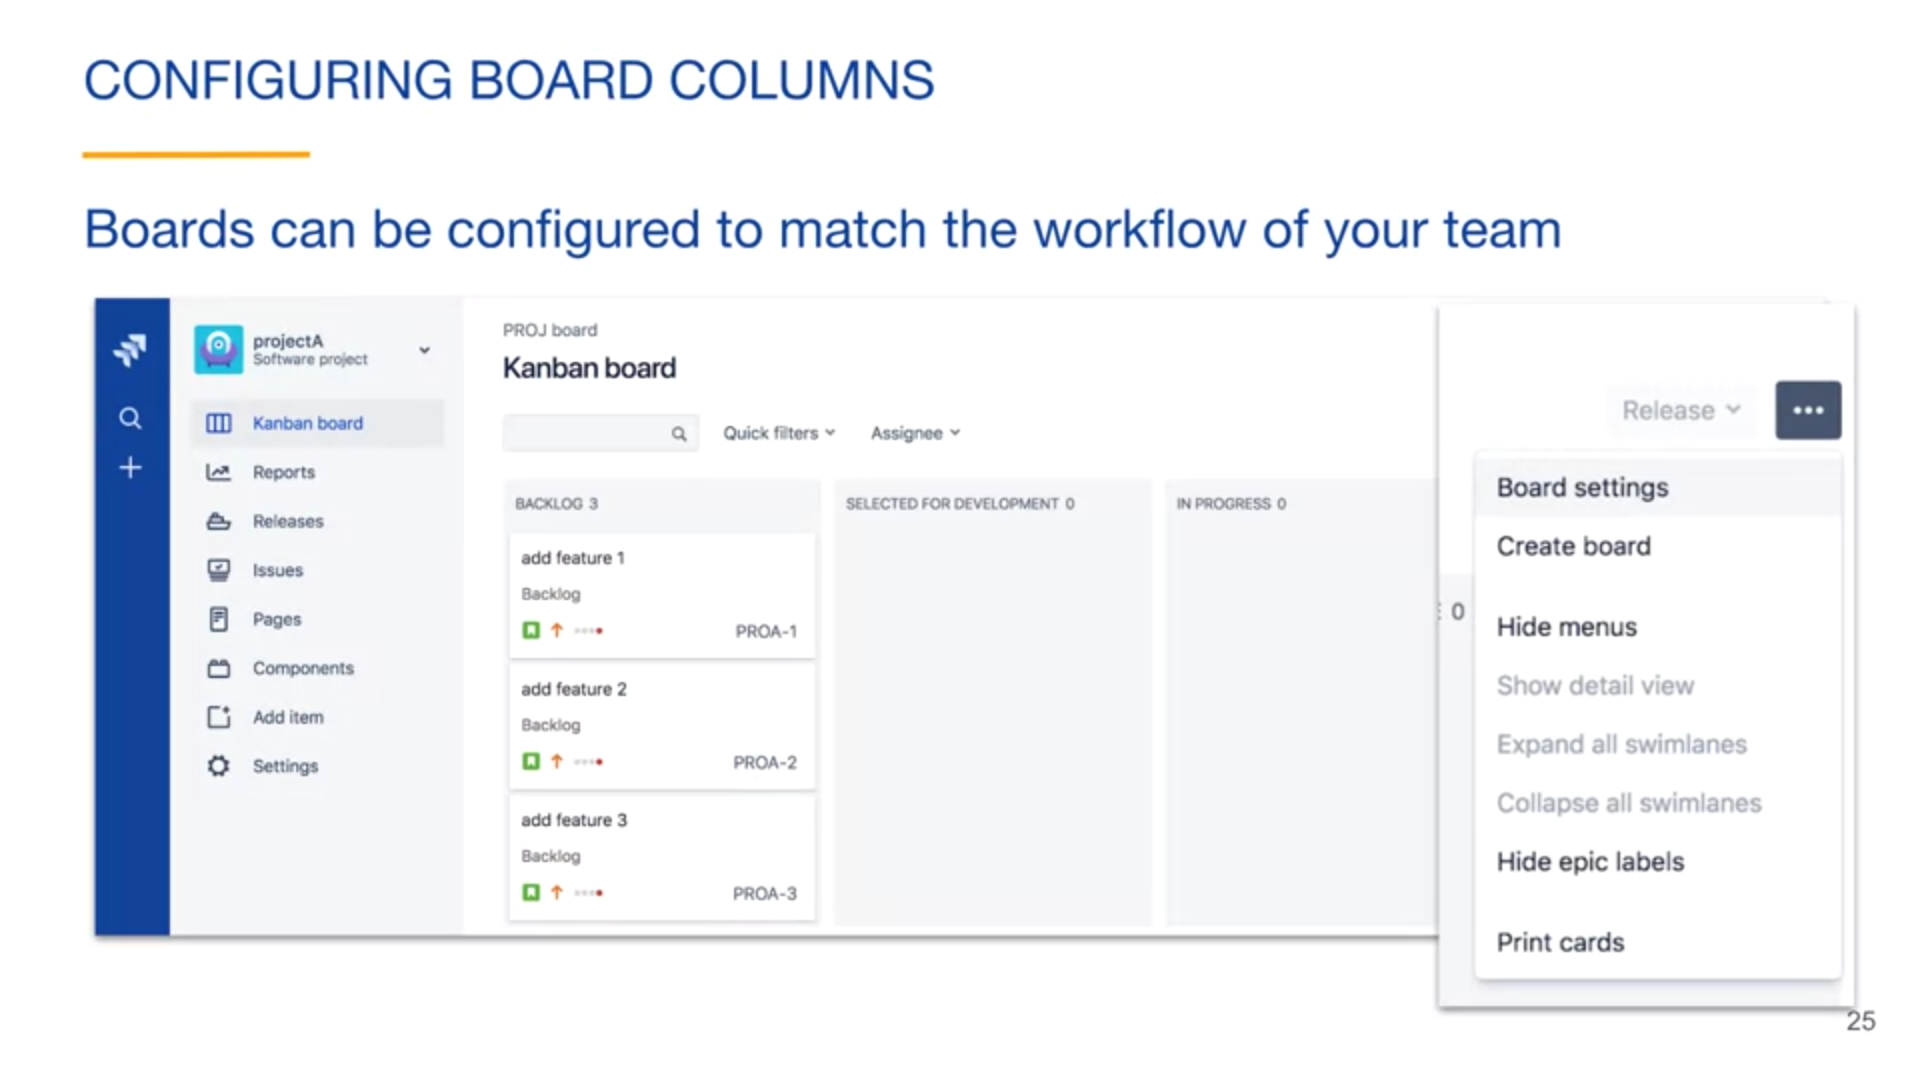 CONFIGURING BOARD COLUMNS
Boards can be configured to match the workflow of your team
projectA
Software project
Kanban board
Reports
Releases
Issues
Pages
Components
Add item
Settings
PROJ board
Kanban board
Quick filters
Assignee
BACKLOG 3
add feature 1
Backlog
PROA-1
add feature 2
Backlog
PROA-2
add feature 3
Backlog
PROA-3
SELECTED FOR DEVELOPMENT 0
IN PROGRESS 0
Release
0
Board settings
Create board
Hide menus
Show detail view
Expand all swimlanes
Collapse all swimlanes
Hide epic labels
Print cards
25